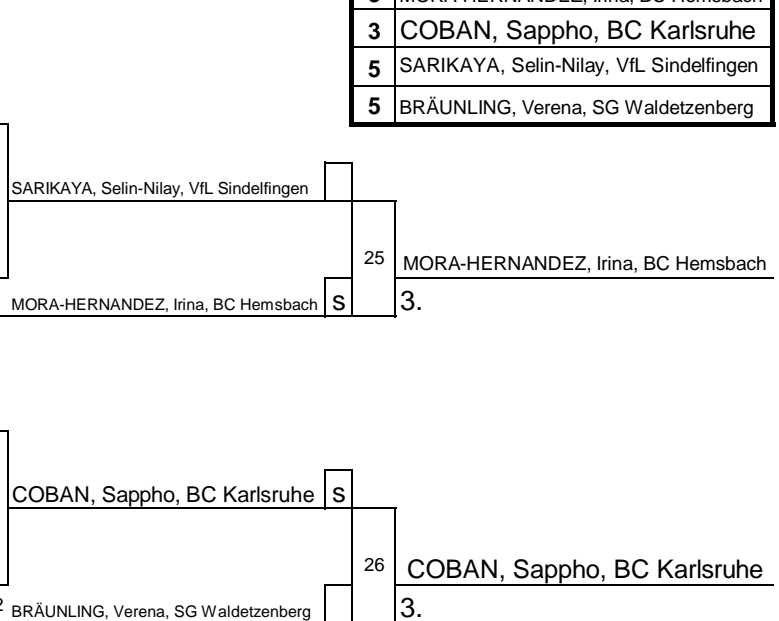 3 COBAN, Sappho, BC Karlsruhe
5 SARIKAYA, Selin-Nilay, VfL Sindelfingen
5 BRÄUNLING, Verena, SG Waldetzenberg
SARIKAYA, Selin-Nilay, VfL Sindelfingen
25 MORA-HERNANDEZ, Irina, BC Hemsbach
MORA-HERNANDEZ, Irina, BC Hemsbach s 3.
COBAN, Sappho, BC Karlsruhe s
26 COBAN, Sappho, BC Karlsruhe
BRÄUNLING, Verena, SG Waldetzenberg 3.